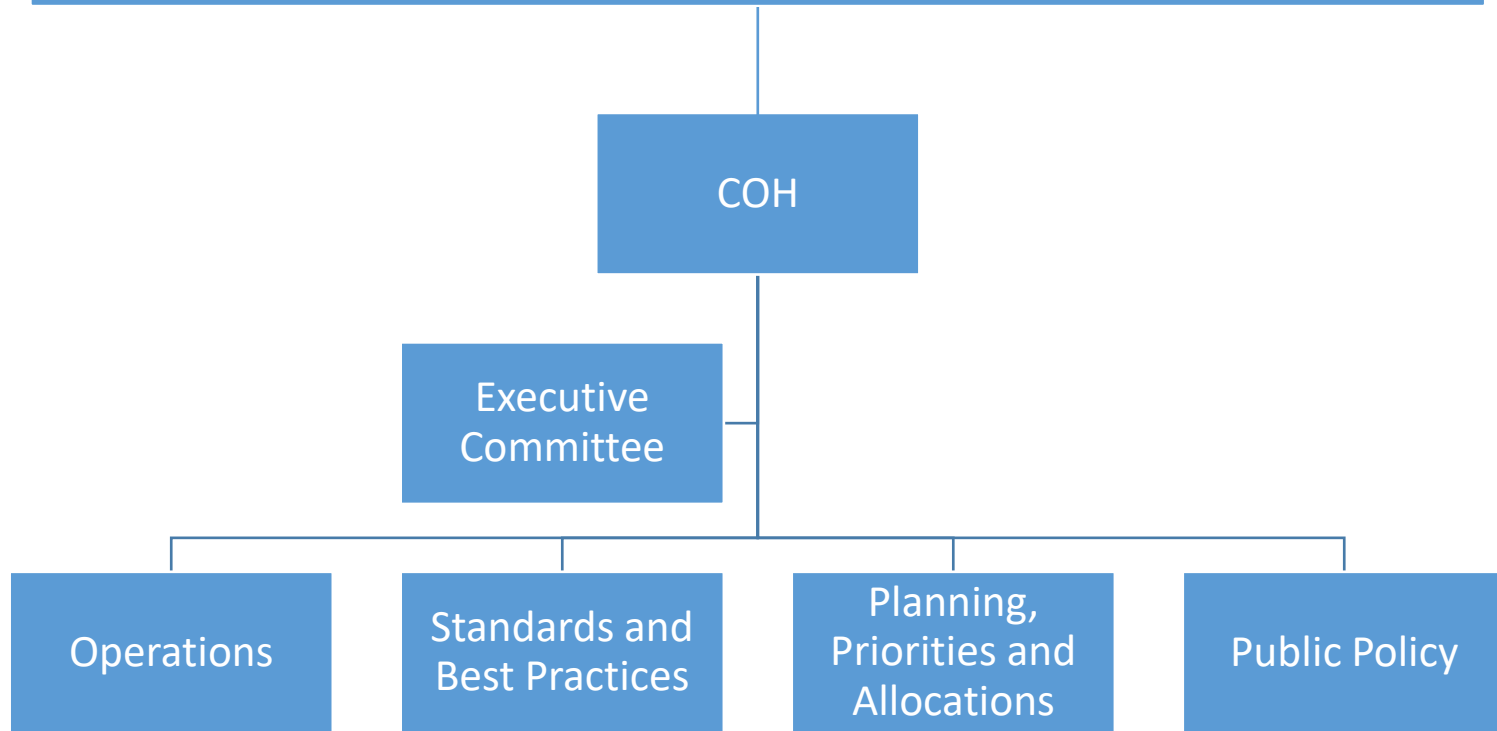 COH
Executive
Committee
Operations
Standards and
Best Practices
Planning,
Priorities and
Allocations
Public Policy